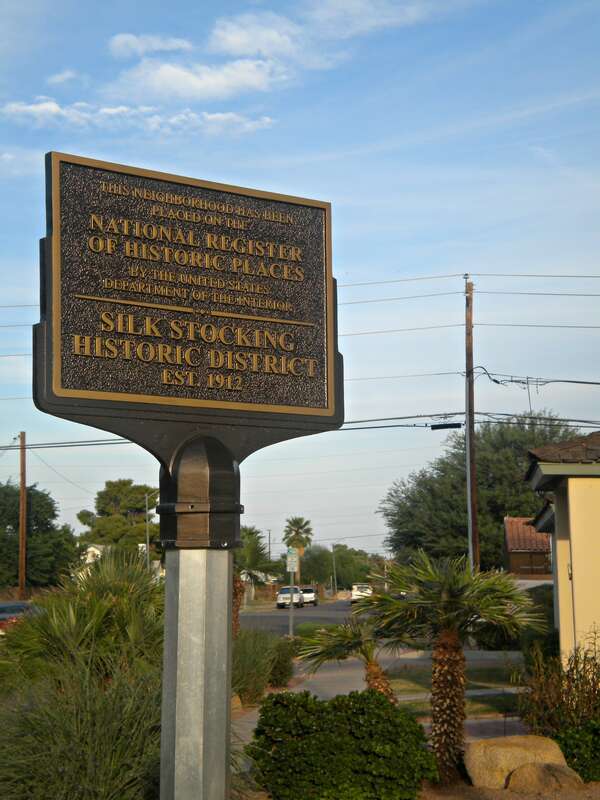 THIS NEIGHBORHOOD HAS BEEN
PLACED ON THE
NATIONAL REGISTER
OF HISTORIC PLACES
BY THE UNITED STATES
DEPARTMENT OF THE INTERIOR
SILK STOCKING
HISTORIC DISTRICT
EST. 1912